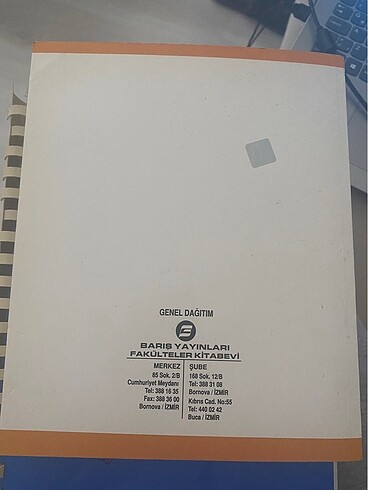 GENEL DAĞITIM
BARIŞ YAYINLARI
FAKÜLTELER KİTABEVİ
MERKEZ
85 Sok. 2/B
Cumhuriyet Meydanı
Tel: 388 16 35
Fax: 388 36 00
Bornova / İZMİR
ŞUBE
168 Sok. 12/B
Tel: 388 31 08
Bornova / İZMİR
Kıbrıs Cad. No:55
Tel: 440 02 42
Buca / İZMİR